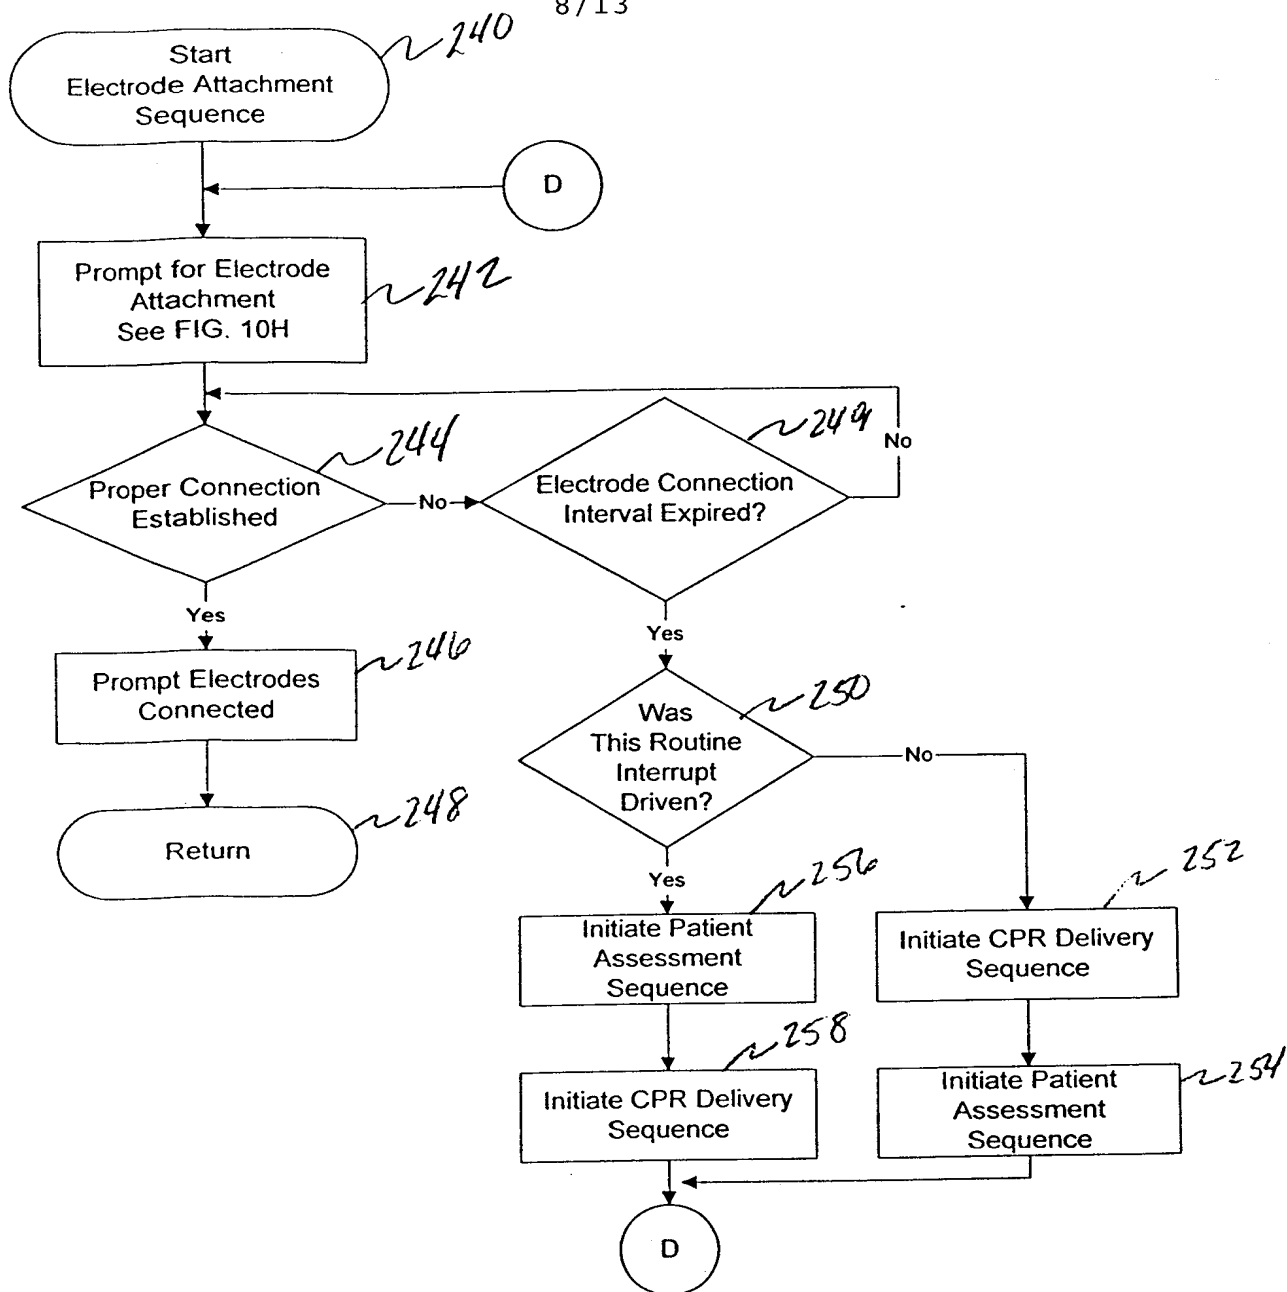 8/13
Start
Electrode Attachment
Sequence
240
D
Prompt for Electrode
Attachment
See FIG. 10H
242
244
249
No
Proper Connection
Established
No
Electrode Connection
Interval Expired?
Yes
Yes
246
Prompt Electrodes
Connected
250
Was
This Routine
Interrupt
Driven?
No
248
Return
Yes
256
252
Initiate Patient
Assessment
Sequence
Initiate CPR Delivery
Sequence
258
254
Initiate CPR Delivery
Sequence
Initiate Patient
Assessment
Sequence
D